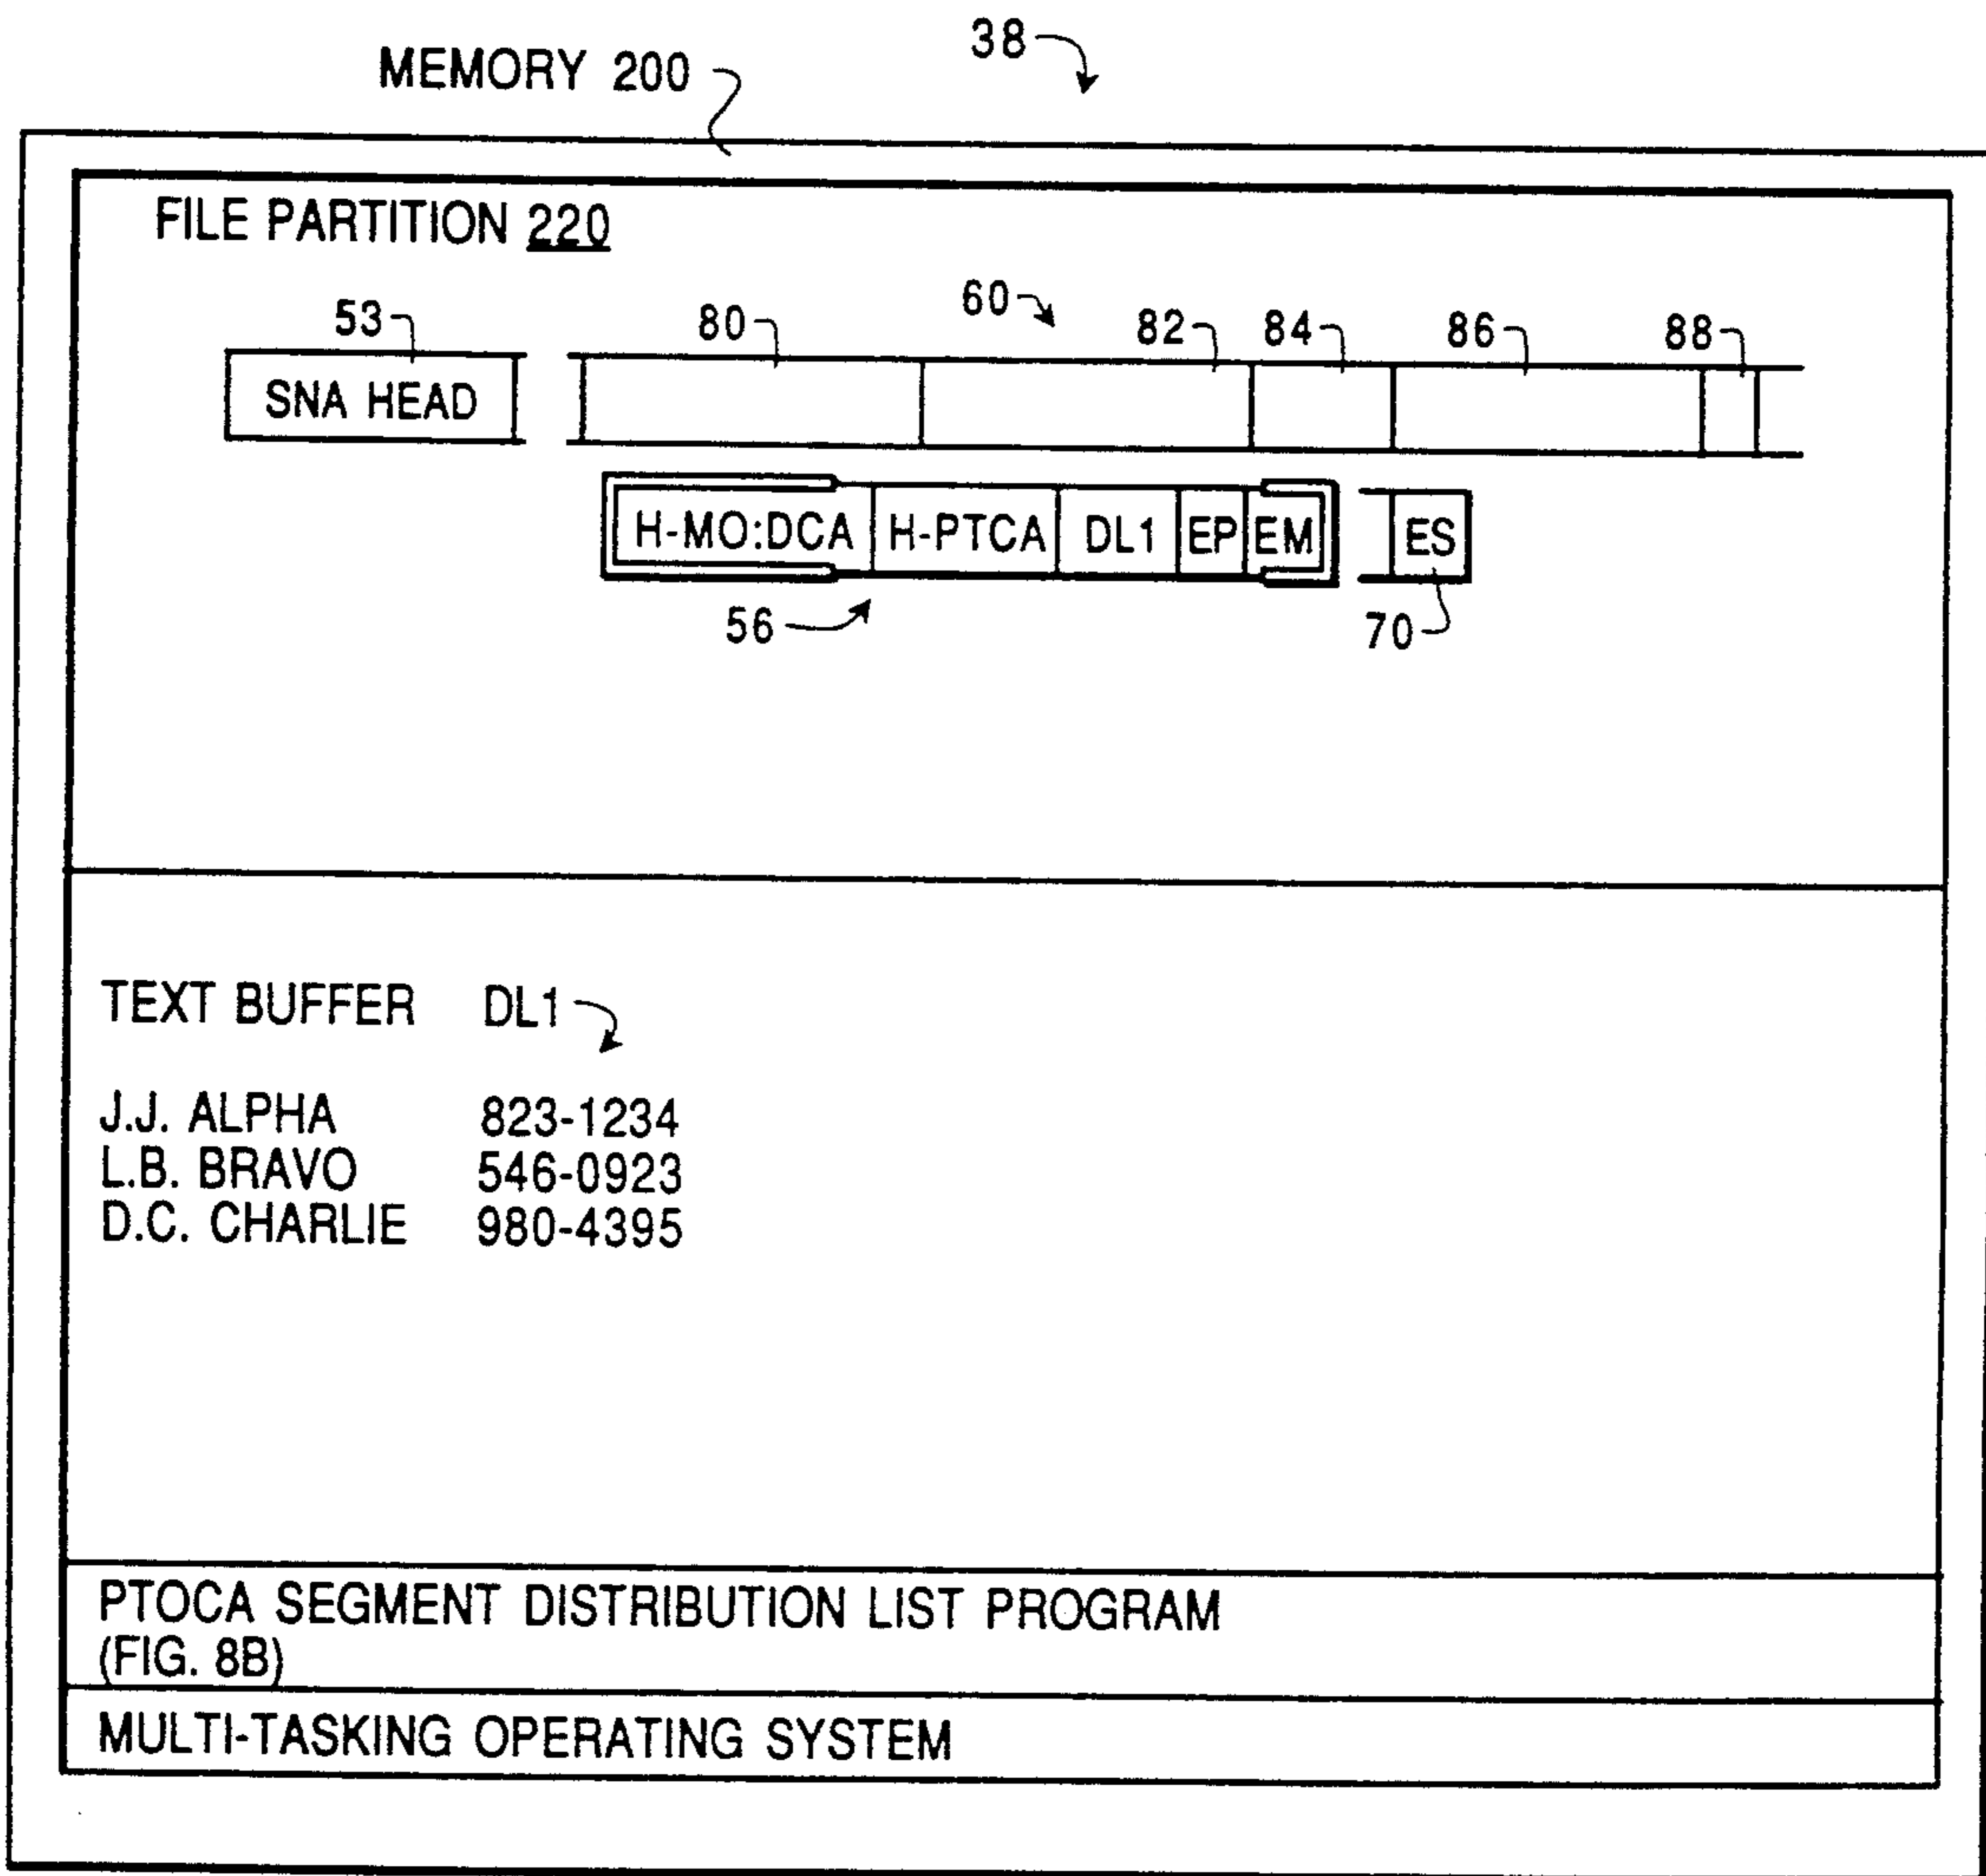 38
MEMORY 200
FILE PARTITION 220
53 80 60 82 84 86 88
SNA HEAD
H-MO:DCA H-PTCA DL1 EP EM ES
56 70
TEXT BUFFER DL1
J.J. ALPHA 823-1234
L.B. BRAVO 546-0923
D.C. CHARLIE 980-4395
PTOCA SEGMENT DISTRIBUTION LIST PROGRAM
(FIG. 8B)
MULTI-TASKING OPERATING SYSTEM